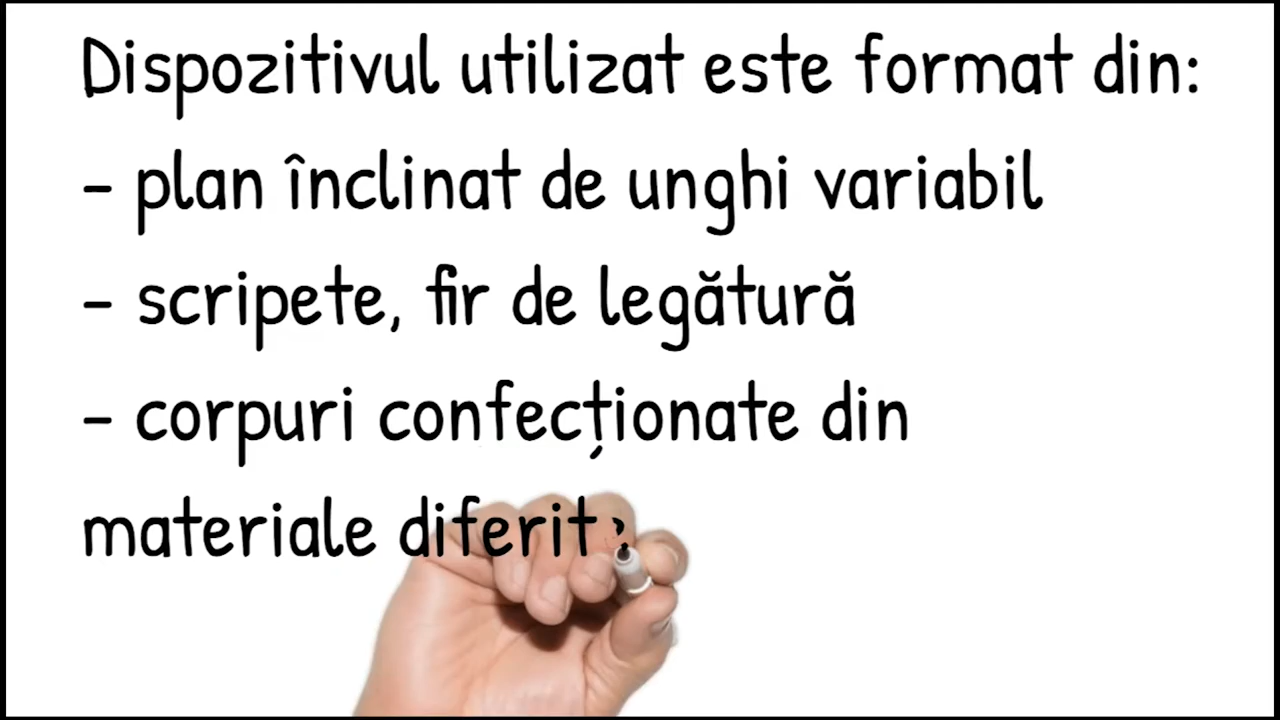 Dispozitivul utilizat este format din:
- plan înclinat de unghi variabil
- scripete, fir de legătură
- corpuri confecționate din
materiale diferit